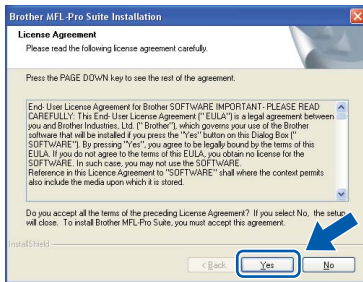 Brother MFL-Pro Suite Installation
License Agreement
Please read the following license agreement carefully.
Press the PAGE DOWN key to see the rest of the agreement.
End- User License Agreement for Brother SOFTWARE IMPORTANT- PLEASE READ
CAREFULLY: This End- User License Agreement (" EULA") is a legal agreement between
you and Brother Industries, Ltd. (" Brother"), which governs your use of the Brother
software that will be installed if you press the "Yes" button on this Dialog Box ("
SOFTWARE"). By pressing "Yes", you agree to be legally bound by the terms of this
EULA. If you do not agree to the terms of this EULA, you obtain no license for the
SOFTWARE. In such case, you may not use the SOFTWARE.
Reference in this Licence Agreement to "SOFTWARE" shall where the context permits
also include the media upon which it is stored.
Do you accept all the terms of the preceding License Agreement? If you select No, the setup
will close. To install Brother MFL-Pro Suite, you must accept this agreement.
InstallShield
< Back
Yes
No